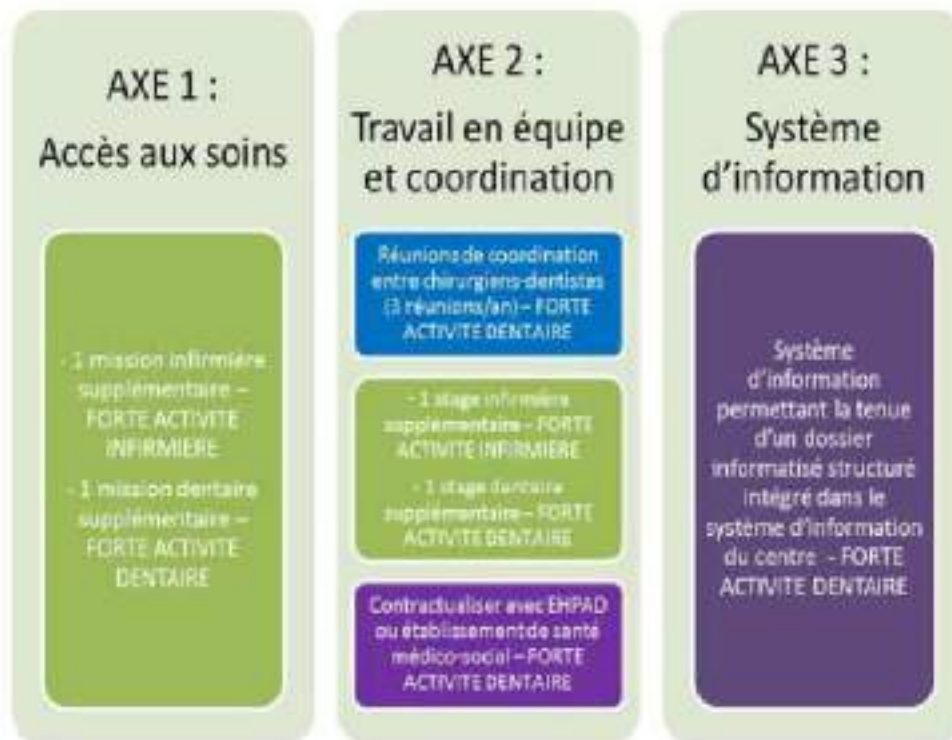 AXE 1 :
Accès aux soins
- 1 mission infirmière
supplémentaire –
FORTE ACTIVITE
INFIRMIERE
- 1 mission dentaire
supplémentaire –
FORTE ACTIVITE
DENTAIRE
AXE 2 :
Travail en équipe
et coordination
Réunions de coordination
entre chirurgiens-dentistes
(3 réunions/an) – FORTE
ACTIVITE DENTAIRE
- 1 stage infirmière
supplémentaire – FORTE
ACTIVITE INFIRMIERE
- 1 stage dentaire
supplémentaire – FORTE
ACTIVITE DENTAIRE
Contractualiser avec EHPAD
ou établissement de santé
médico-social – FORTE
ACTIVITE DENTAIRE
AXE 3 :
Système
d'information
Système
d'information
permettant la tenue
d'un dossier
informatisé structuré
intégré dans le
système d'information
du centre - FORTE
ACTIVITE DENTAIRE